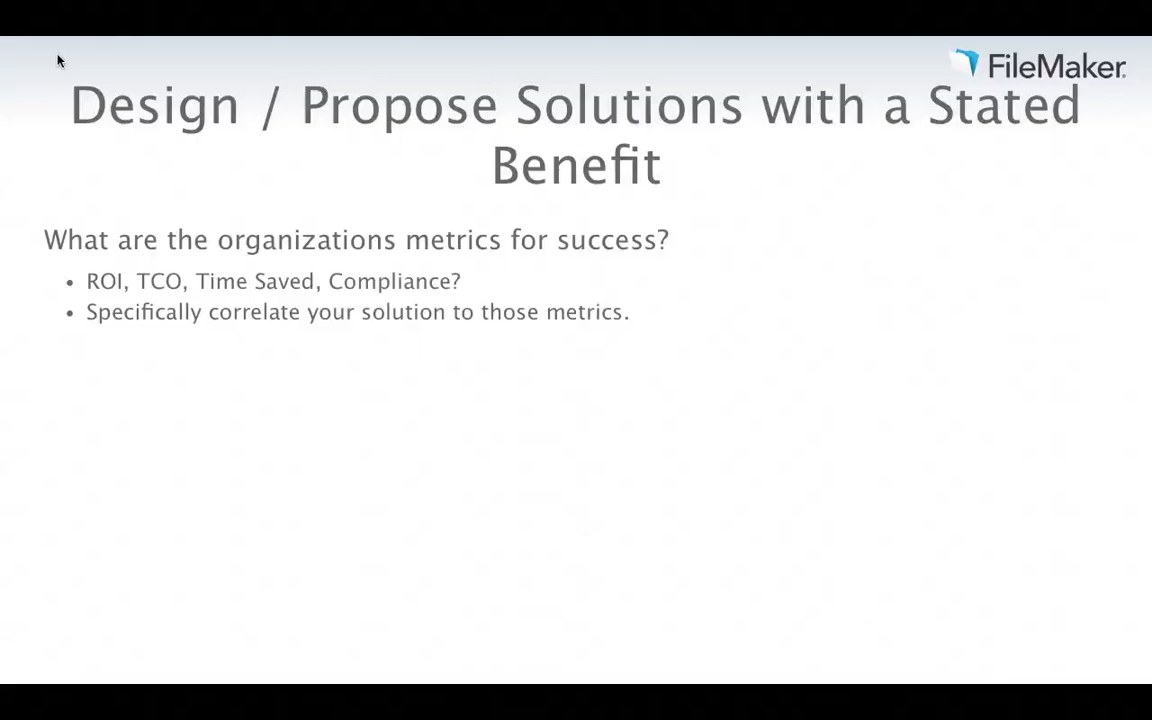 FileMaker
Design / Propose Solutions with a Stated
Benefit
What are the organizations metrics for success?
• ROI, TCO, Time Saved, Compliance?
• Specifically correlate your solution to those metrics.